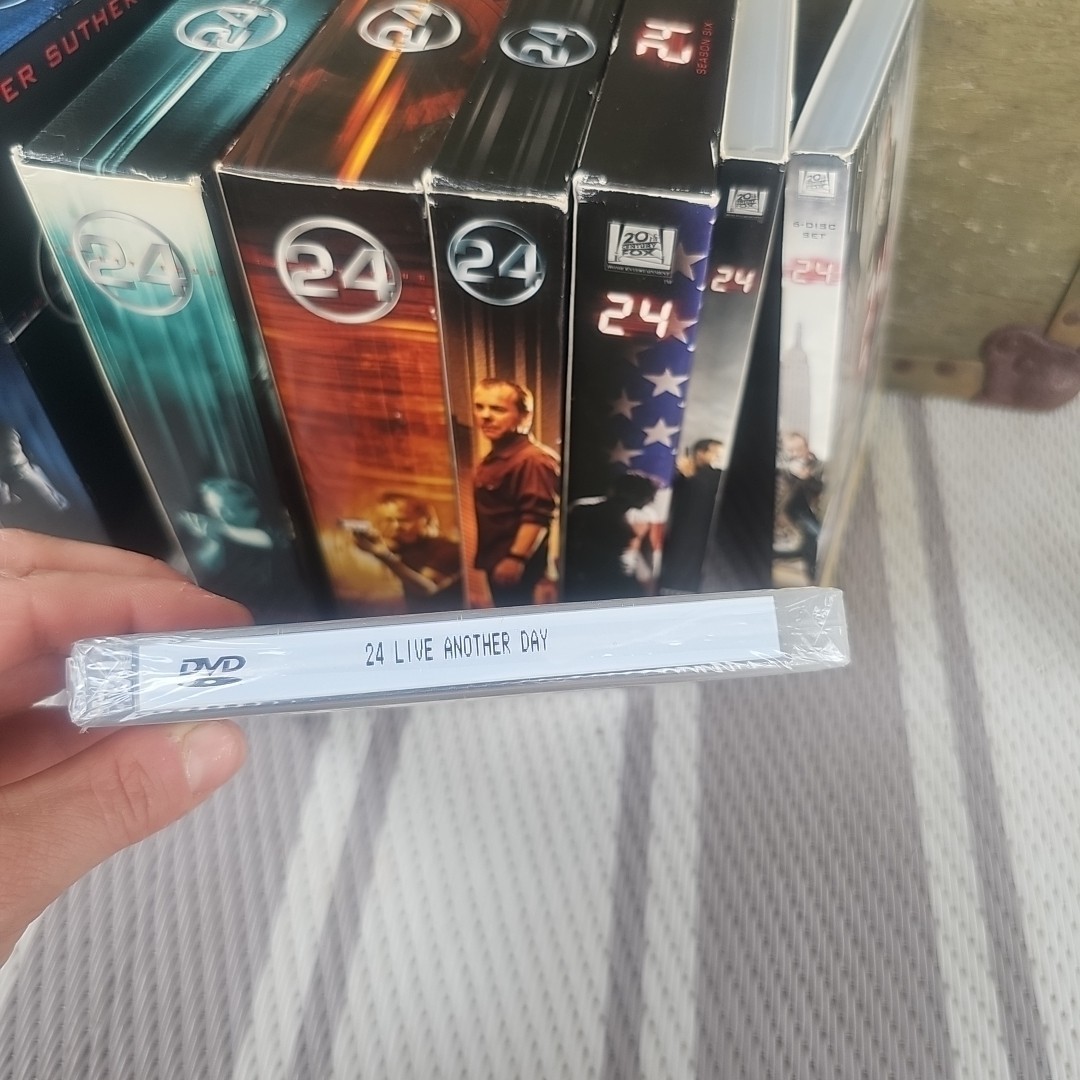 ER SUTHER
24
24
24
24
SEASON SIX
24
24
24
20th
CENTURY
FOX
24
24
6-DISC
SET
24
DVD
24 LIVE ANOTHER DAY